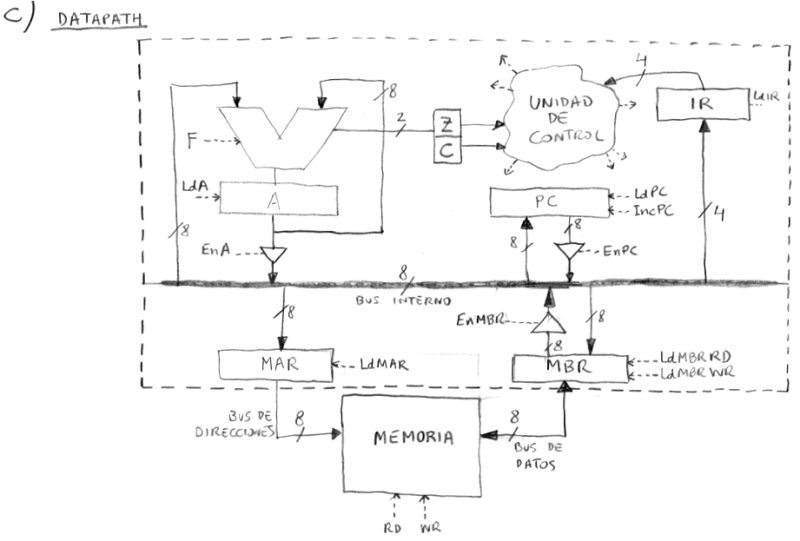 C) DATAPATH
4
8
UNIDAD
DE
CONTROL
IR
LdIR
F
2
Z
C
LdA
A
PC
LdPC
IncPC
8
8
8
4
EnA
EnPC
8
BUS INTERNO
8
EnMBR
8
8
MAR
LdMAR
MBR
LdMBRRD
LdMBRWR
BUS DE
DIRECCIONES
8
MEMORIA
8
BUS DE
DATOS
RD WR